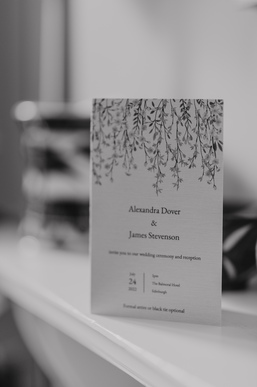 Alexandra Dover
&
James Stevenson
invite you to our wedding ceremony and reception
July
24
2022
The Balmoral Hotel
Edinburgh
Formal attire or black tie optional